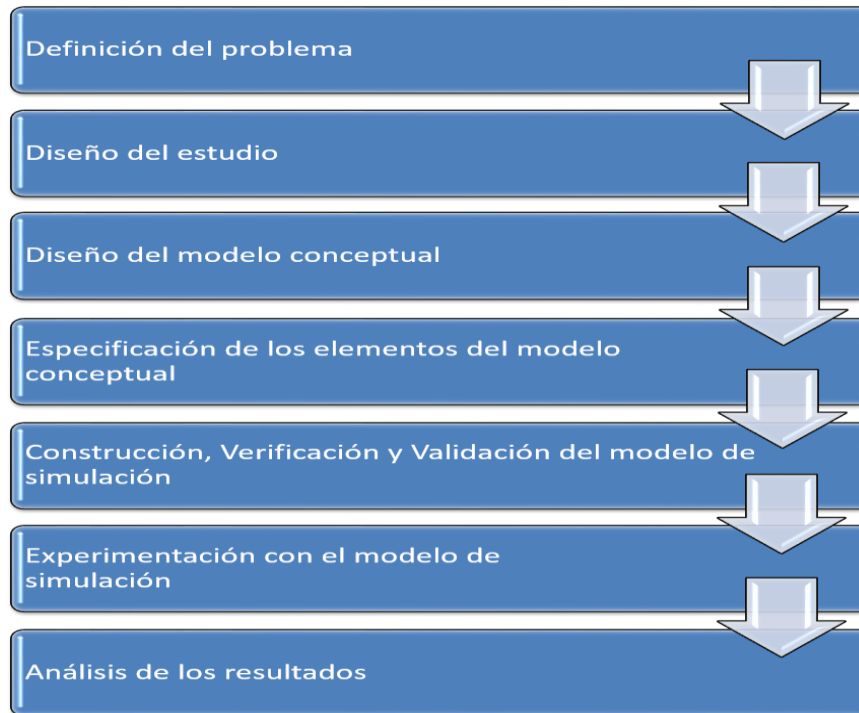 Definición del problema
Diseño del estudio
Diseño del modelo conceptual
Especificación de los elementos del modelo
conceptual
Construcción, Verificación y Validación del modelo de
simulación
Experimentación con el modelo de
simulación
Análisis de los resultados